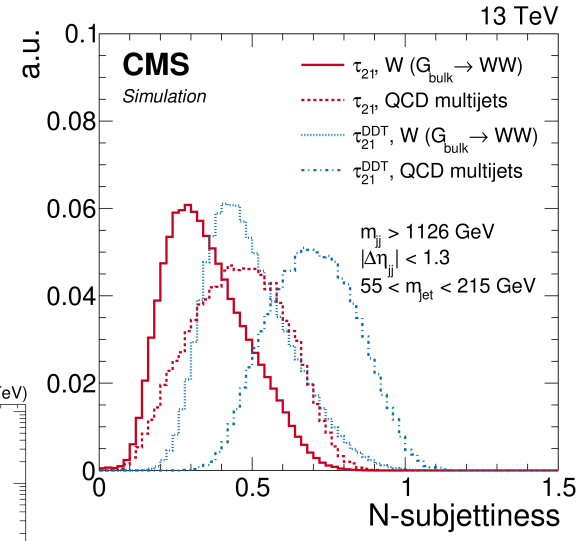 13 TeV
a.u.
0.1
0.08
0.06
0.04
0.02
0
CMS
Simulation
τ21, W (Gbulk → WW)
τ21, QCD multijets
τ21DDT, W (Gbulk → WW)
τ21DDT, QCD multijets
mjj > 1126 GeV
|Δηjj| < 1.3
55 < mjet < 215 GeV
0 0.5 1 1.5
N-subjettiness
eV)